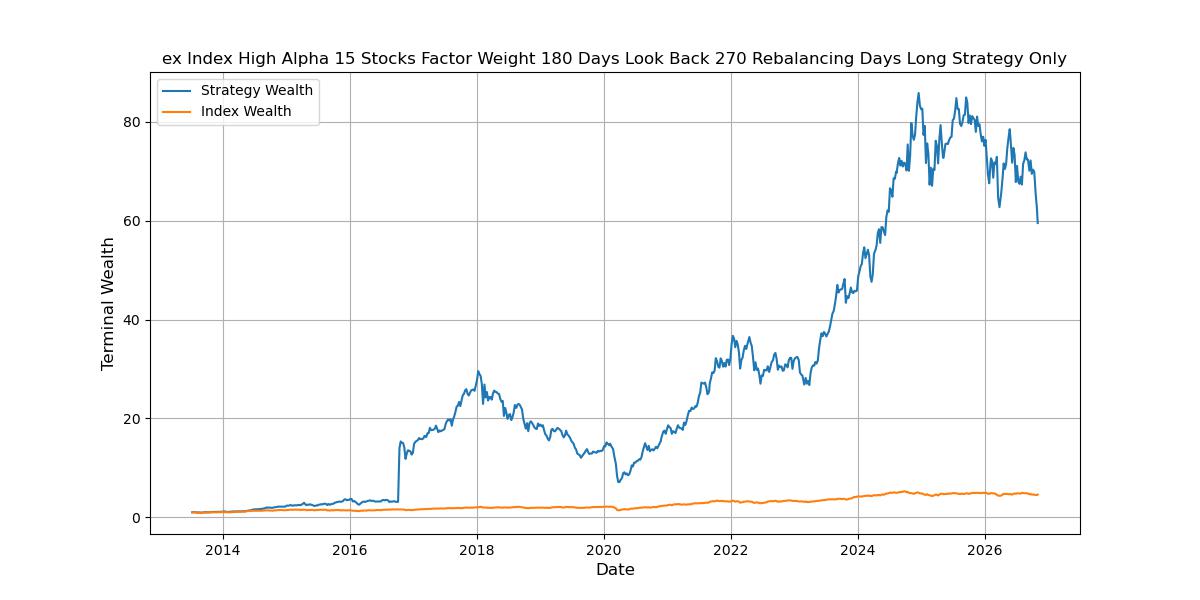 ex Index High Alpha 15 Stocks Factor Weight 180 Days Look Back 270 Rebalancing Days Long Strategy Only
Strategy Wealth
Index Wealth
80
60
40
20
0
Terminal Wealth
2014 2016 2018 2020 2022 2024 2026
Date